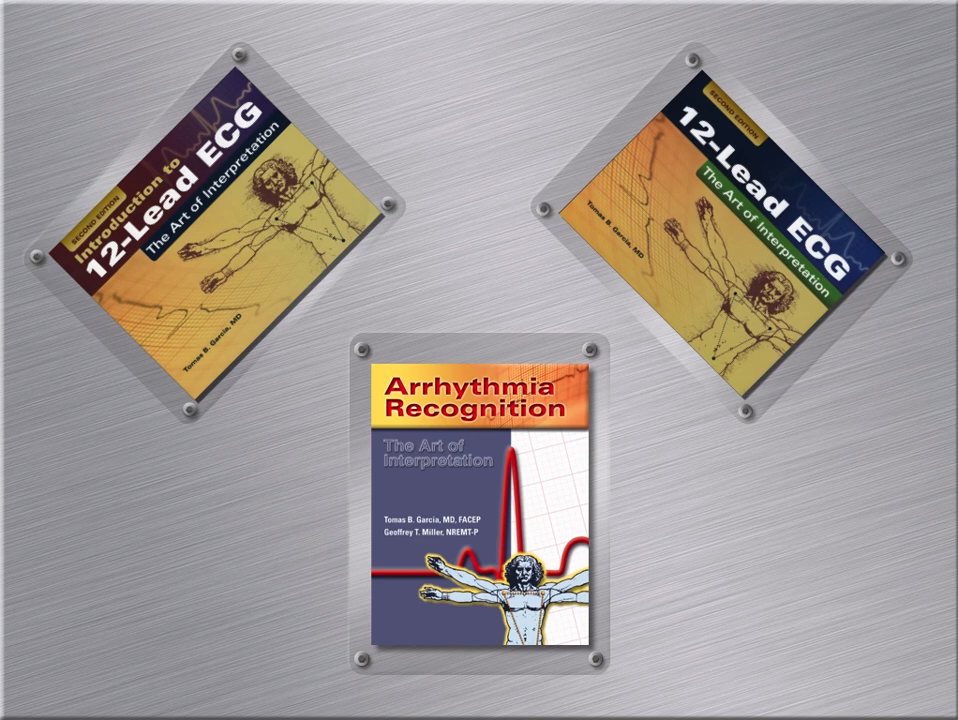 SECOND EDITION
Introduction to
12-Lead ECG
The Art of Interpretation
Tomas B. Garcia, MD
SECOND EDITION
12-Lead ECG
The Art of Interpretation
Tomas B. Garcia, MD
Arrhythmia
Recognition
The Art of
Interpretation
Tomas B. Garcia, MD, FACEP
Geoffrey T. Miller, NREMT-P